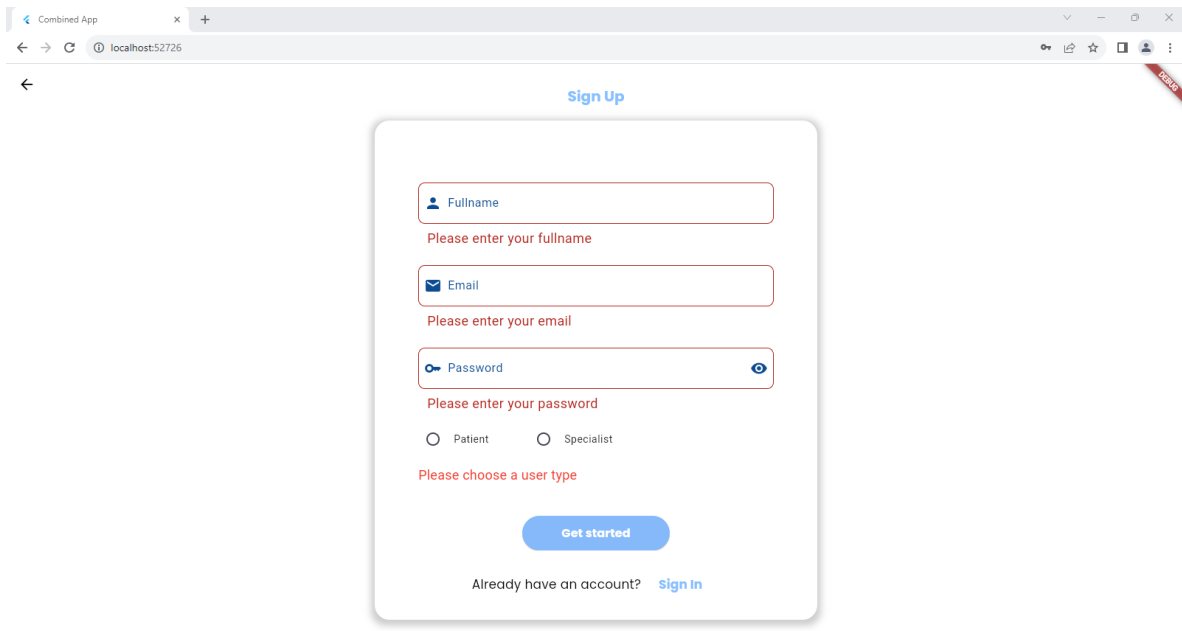 Combined App
localhost:52726
DEBUG
Sign Up
Fullname
Please enter your fullname
Email
Please enter your email
Password
Please enter your password
Patient Specialist
Please choose a user type
Get started
Already have an account? Sign In